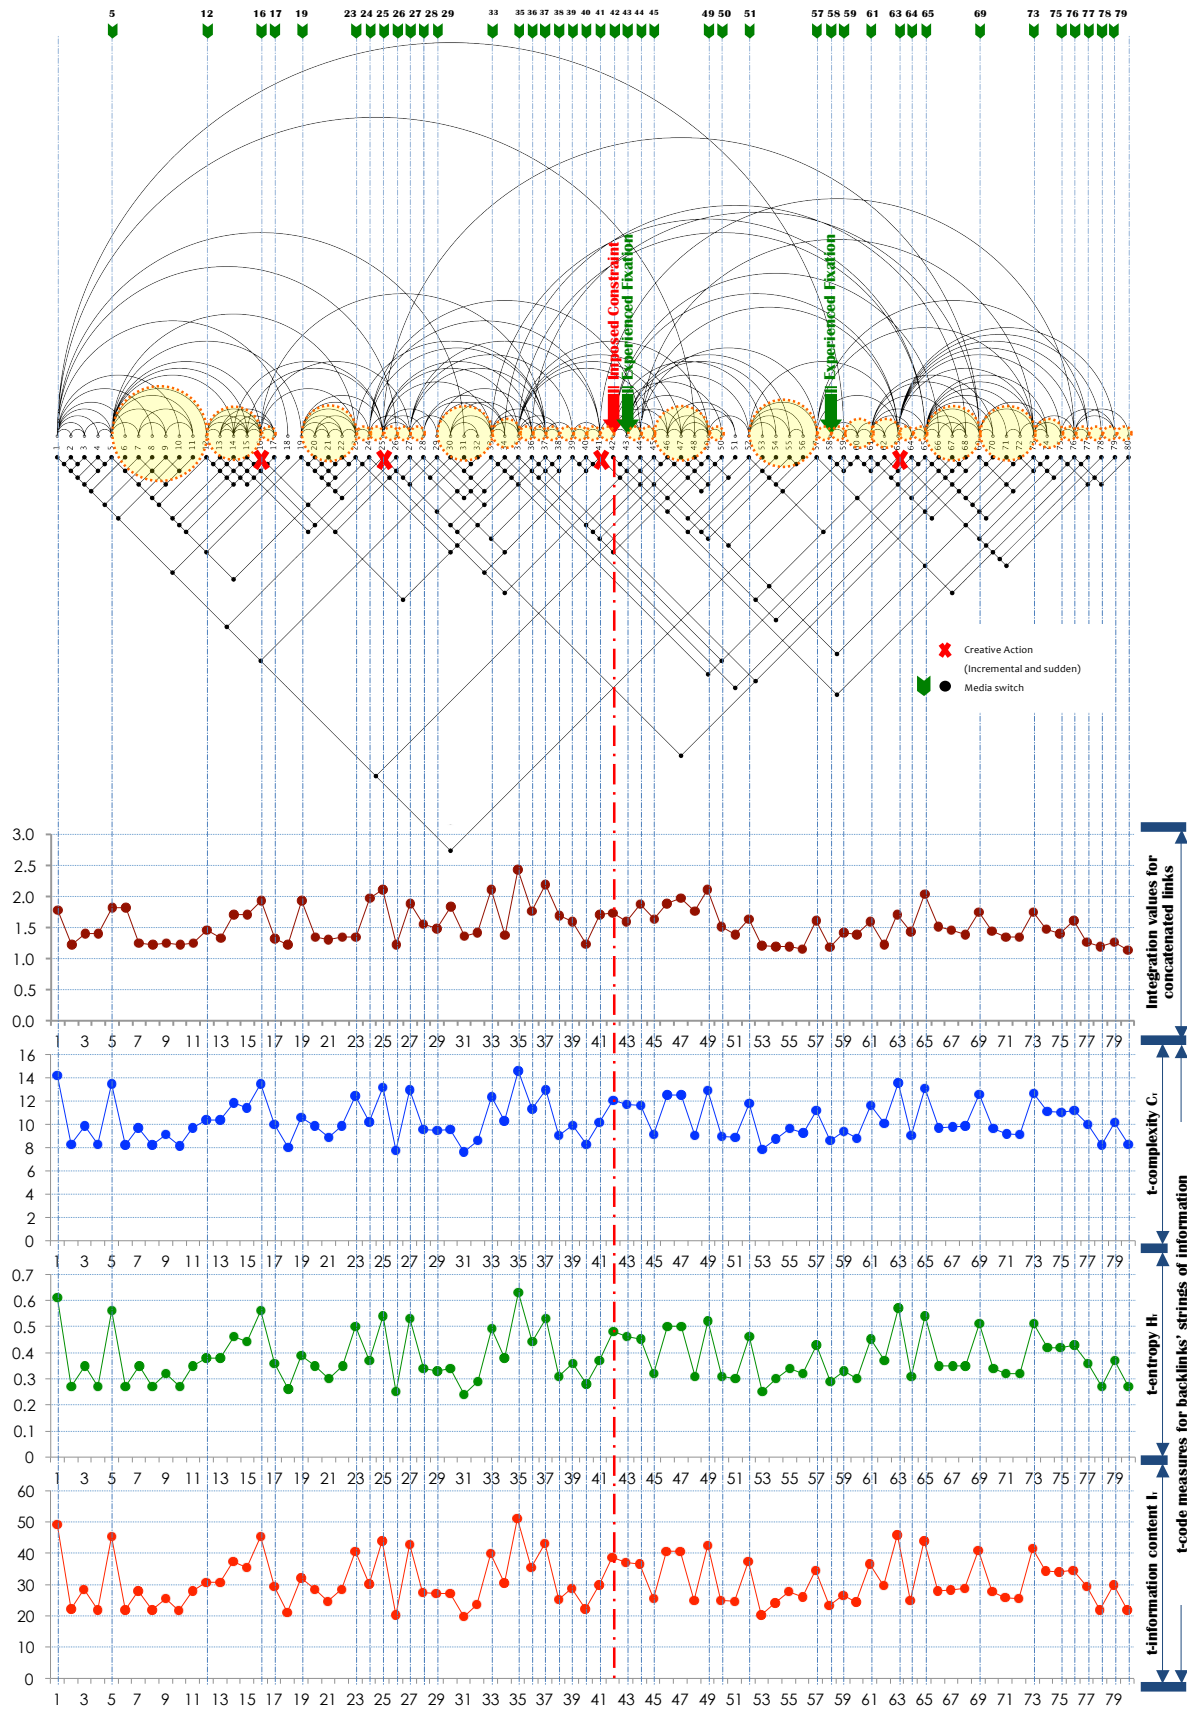 5 12 16 17 19 23 24 25 26 27 28 29 33 35 36 37 38 39 40 41 42 43 44 45 49 50 52 57 58 59 61 63 64 65 69 73 75 76 77 78 79
Imposed Constraint
Experienced Fixation
Experienced Fixation
Creative Action
(Incremental and sudden)
Media switch
3.0
2.5
2.0
1.5
1.0
0.5
0.0
Integration values for
concatenated links
1 3 5 7 9 11 13 15 17 19 21 23 25 27 29 31 33 35 37 39 41 43 45 47 49 51 53 55 57 59 61 63 65 67 69 71 73 75 77 79
16
14
12
10
8
6
4
2
0
t-complexity Cₜ
1 3 5 7 9 11 13 15 17 19 21 23 25 27 29 31 33 35 37 39 41 43 45 47 49 51 53 55 57 59 61 63 65 67 69 71 73 75 77 79
0.7
0.6
0.5
0.4
0.3
0.2
0.1
0
t-entropy Hₜ
1 3 5 7 9 11 13 15 17 19 21 23 25 27 29 31 33 35 37 39 41 43 45 47 49 51 53 55 57 59 61 63 65 67 69 71 73 75 77 79
60
50
40
30
20
10
0
t-information content Iₜ
t-code measures for backlinks' strings of information
1 3 5 7 9 11 13 15 17 19 21 23 25 27 29 31 33 35 37 39 41 43 45 47 49 51 53 55 57 59 61 63 65 67 69 71 73 75 77 79